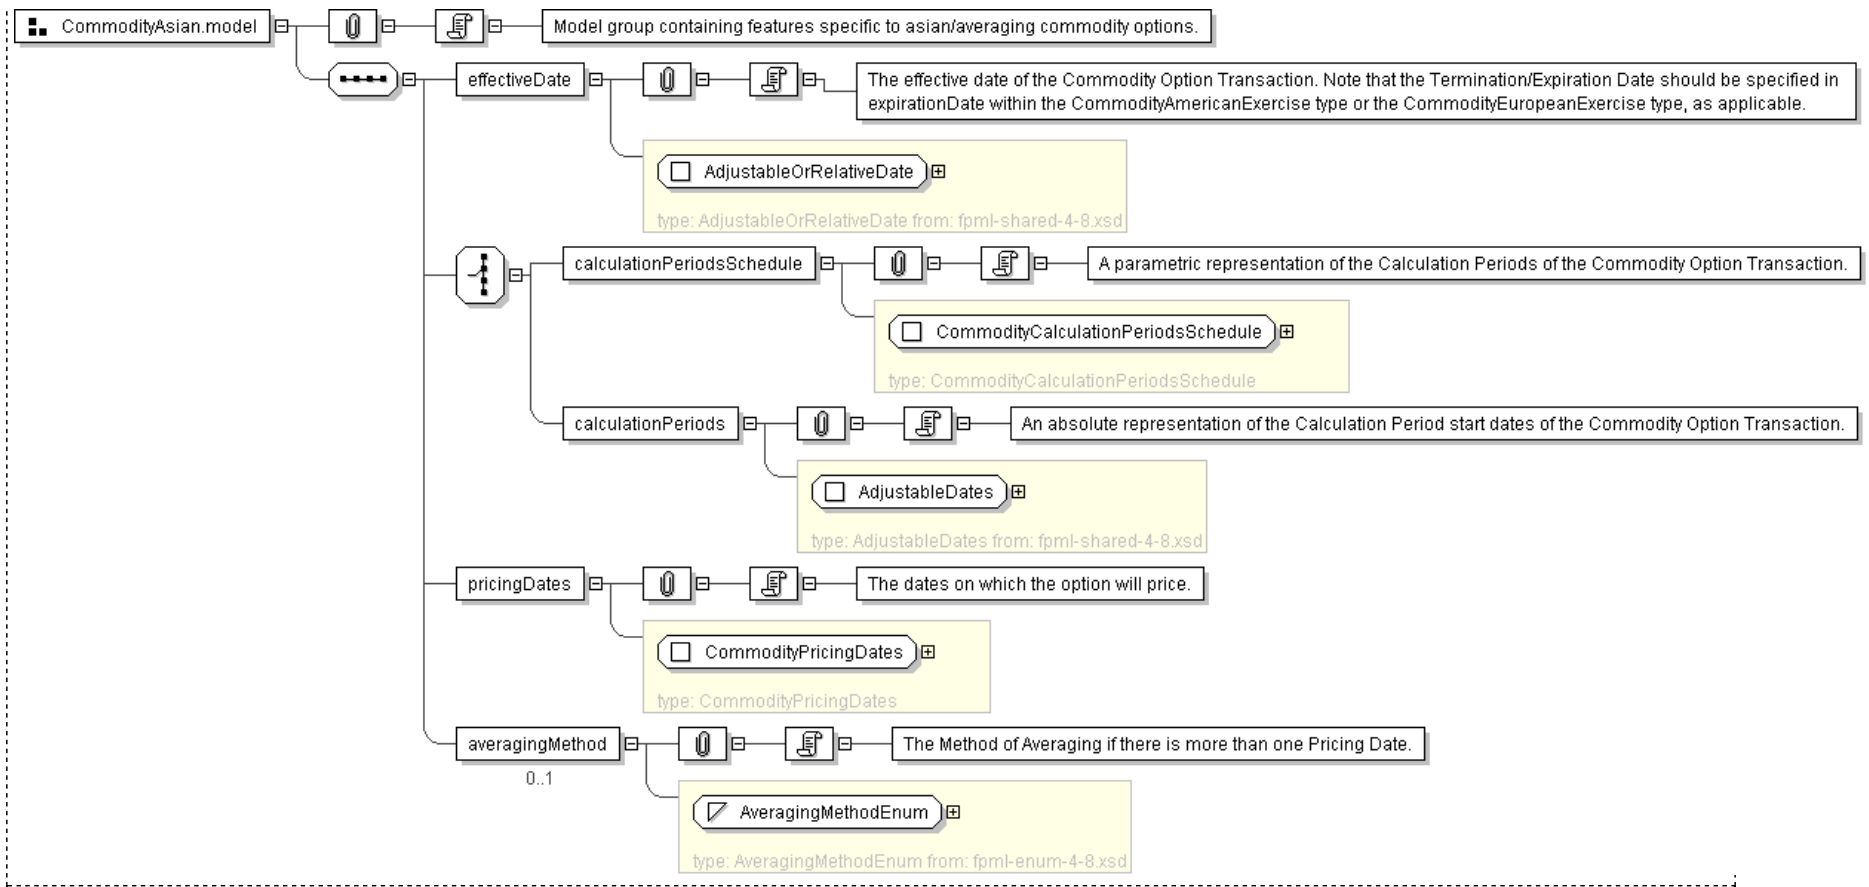 CommodityAsian.model
Model group containing features specific to asian/averaging commodity options.
effectiveDate
The effective date of the Commodity Option Transaction. Note that the Termination/Expiration Date should be specified in
expirationDate within the CommodityAmericanExercise type or the CommodityEuropeanExercise type, as applicable.
AdjustableOrRelativeDate
type: AdjustableOrRelativeDate from: fpml-shared-4-8.xsd
calculationPeriodsSchedule
A parametric representation of the Calculation Periods of the Commodity Option Transaction.
CommodityCalculationPeriodsSchedule
type: CommodityCalculationPeriodsSchedule
calculationPeriods
An absolute representation of the Calculation Period start dates of the Commodity Option Transaction.
AdjustableDates
type: AdjustableDates from: fpml-shared-4-8.xsd
pricingDates
The dates on which the option will price.
CommodityPricingDates
type: CommodityPricingDates
averagingMethod
The Method of Averaging if there is more than one Pricing Date.
0..1
AveragingMethodEnum
type: AveragingMethodEnum from: fpml-enum-4-8.xsd